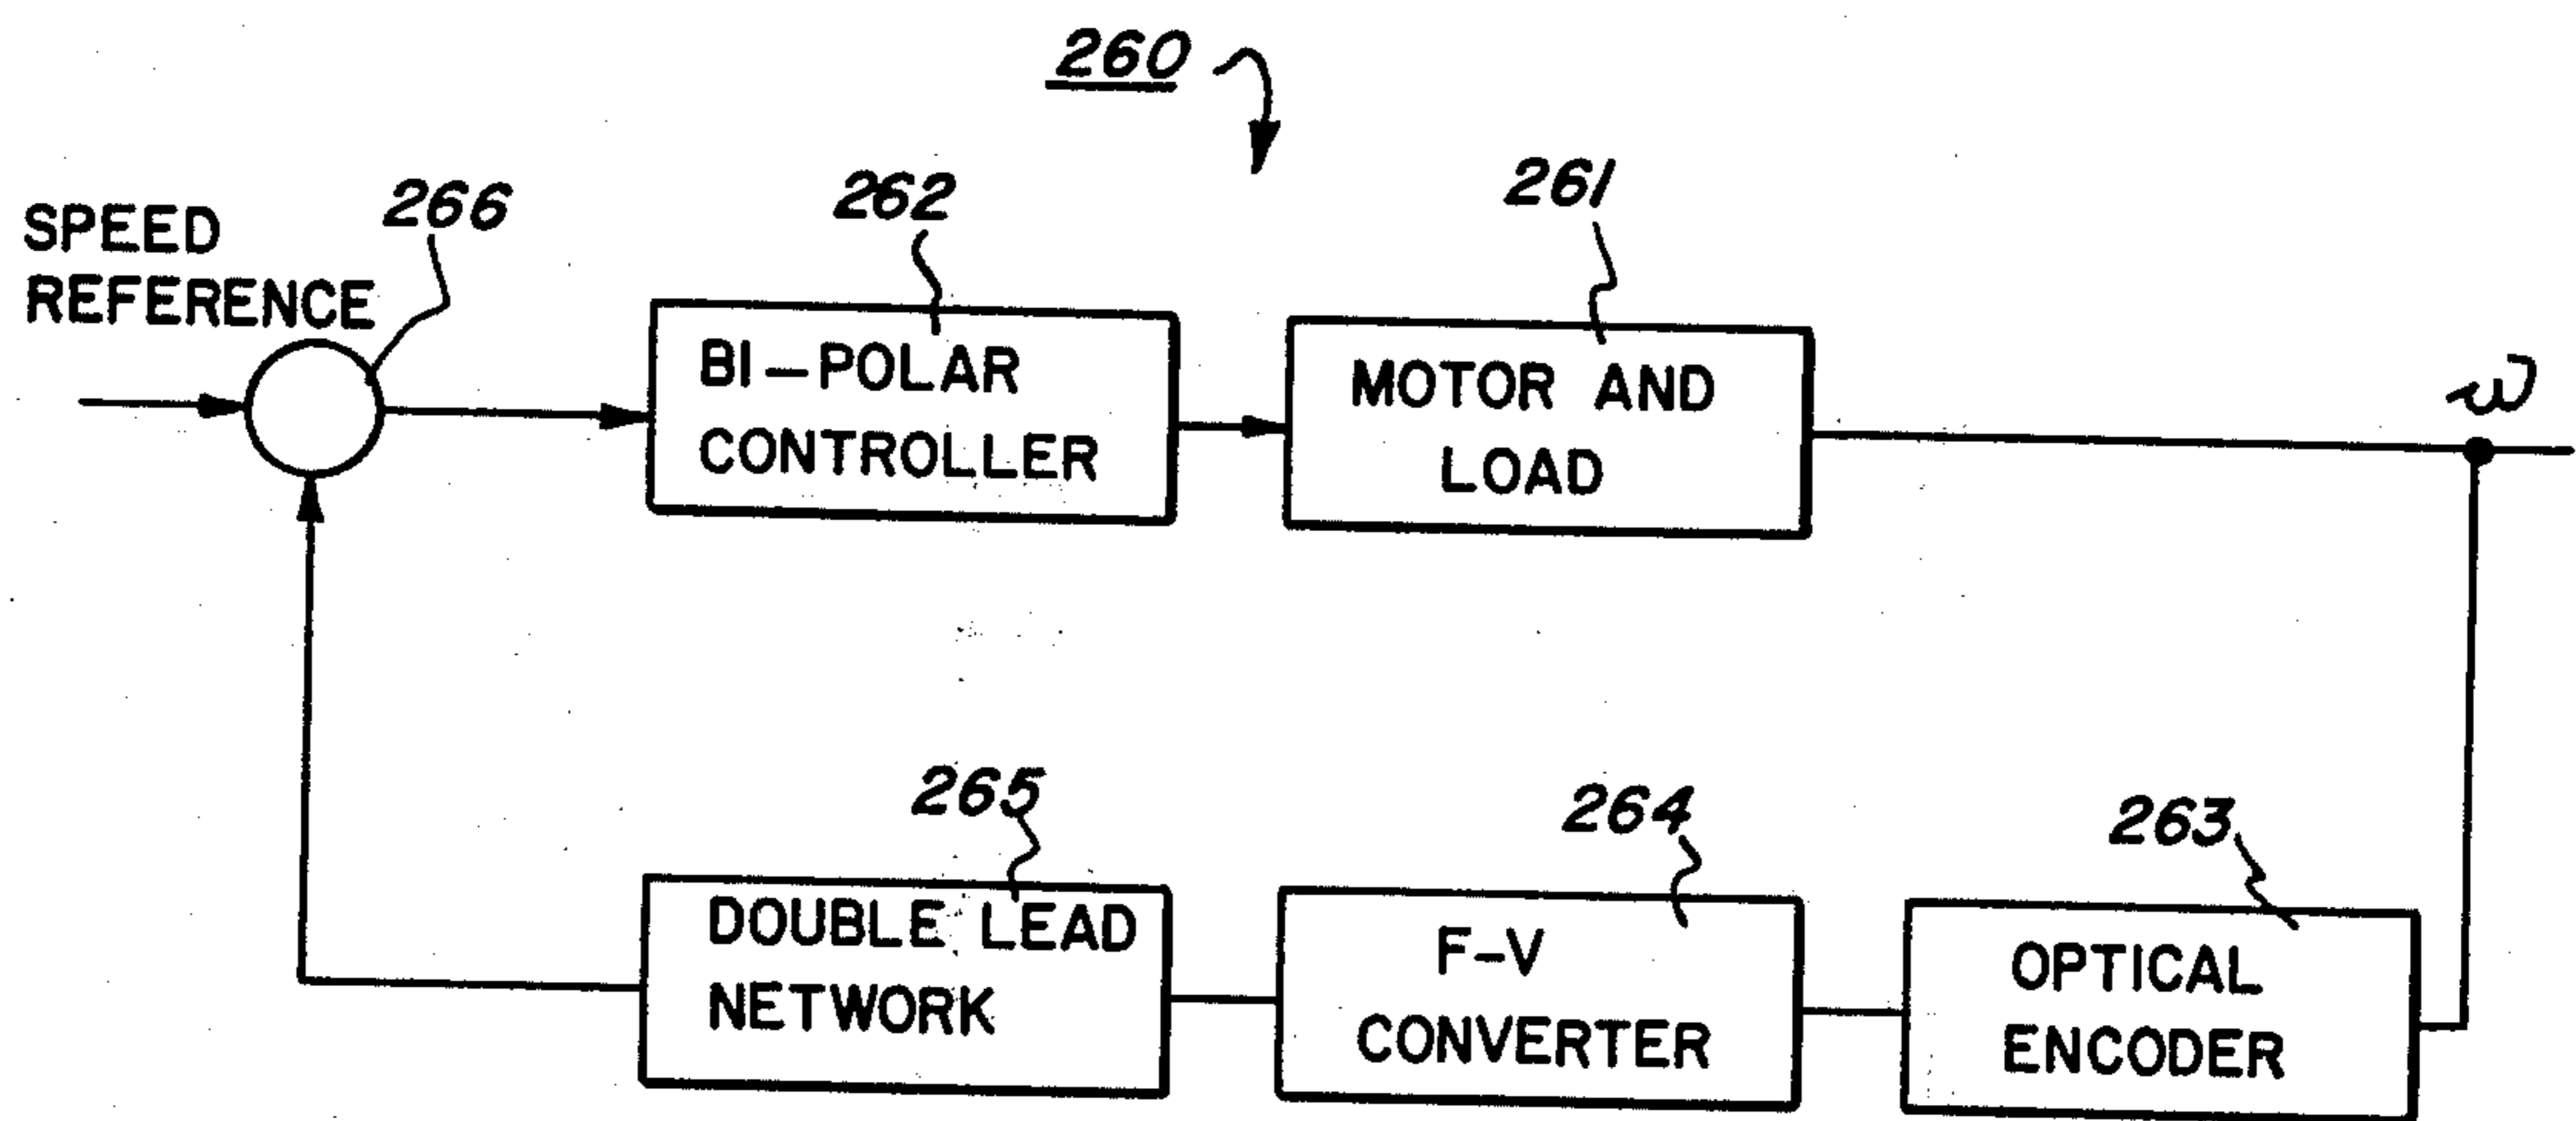 260
SPEED
REFERENCE
266
262
261
BI-POLAR
CONTROLLER
MOTOR AND
LOAD
ω
265
264
263
DOUBLE LEAD
NETWORK
F-V
CONVERTER
OPTICAL
ENCODER